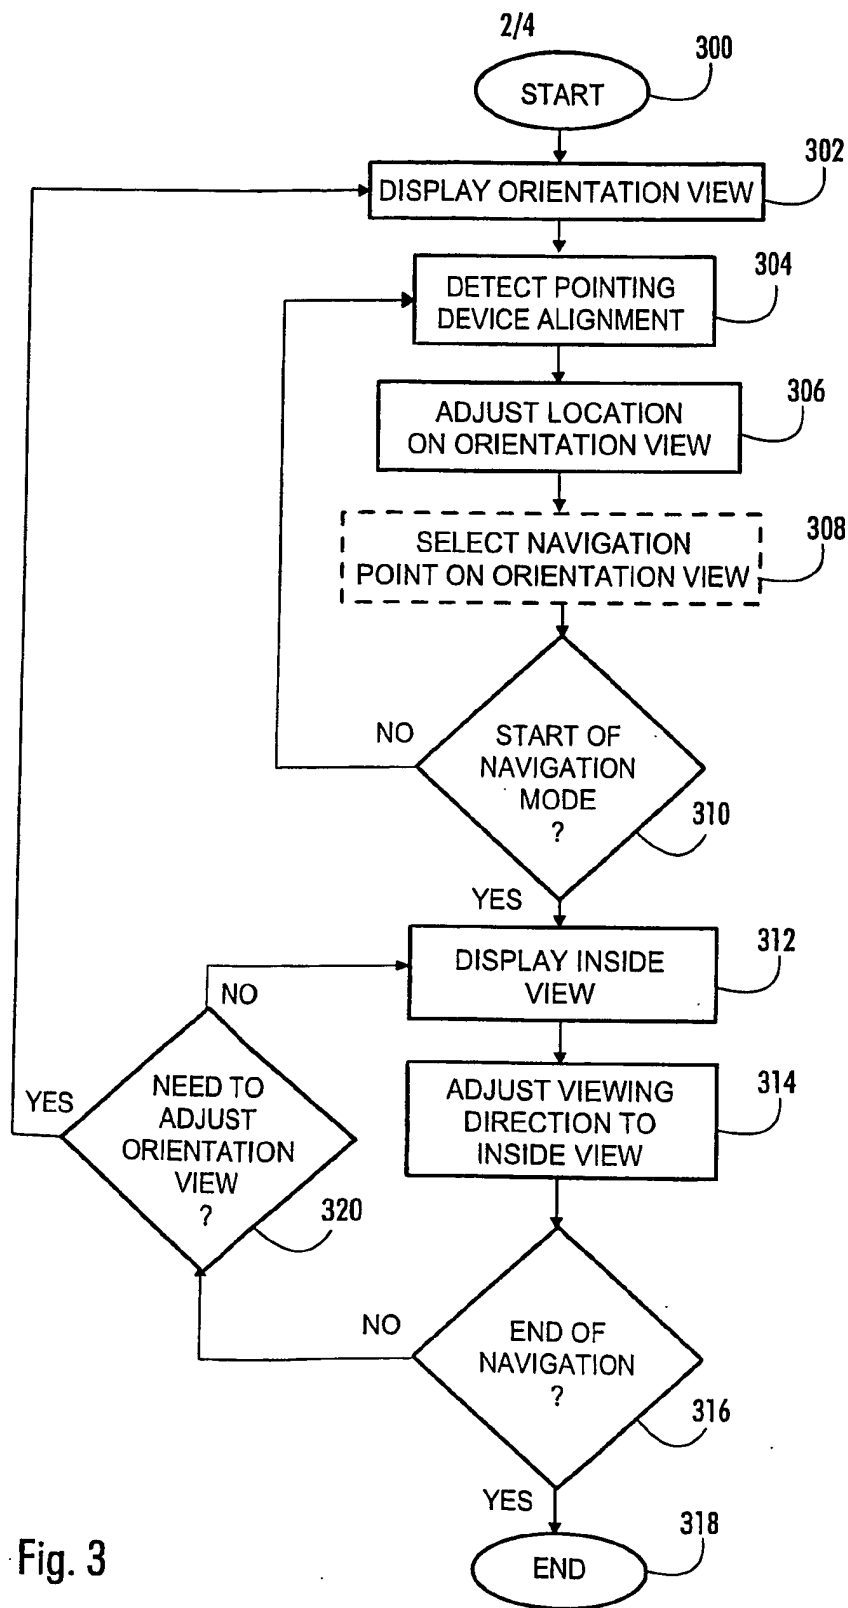 2/4
START
300
DISPLAY ORIENTATION VIEW
302
DETECT POINTING
DEVICE ALIGNMENT
304
ADJUST LOCATION
ON ORIENTATION VIEW
306
SELECT NAVIGATION
POINT ON ORIENTATION VIEW
308
START OF
NAVIGATION
MODE
?
NO
310
YES
DISPLAY INSIDE
VIEW
312
NO
ADJUST VIEWING
DIRECTION TO
INSIDE VIEW
314
YES
NEED TO
ADJUST
ORIENTATION
VIEW
?
320
NO
END OF
NAVIGATION
?
316
YES
END
318
Fig. 3